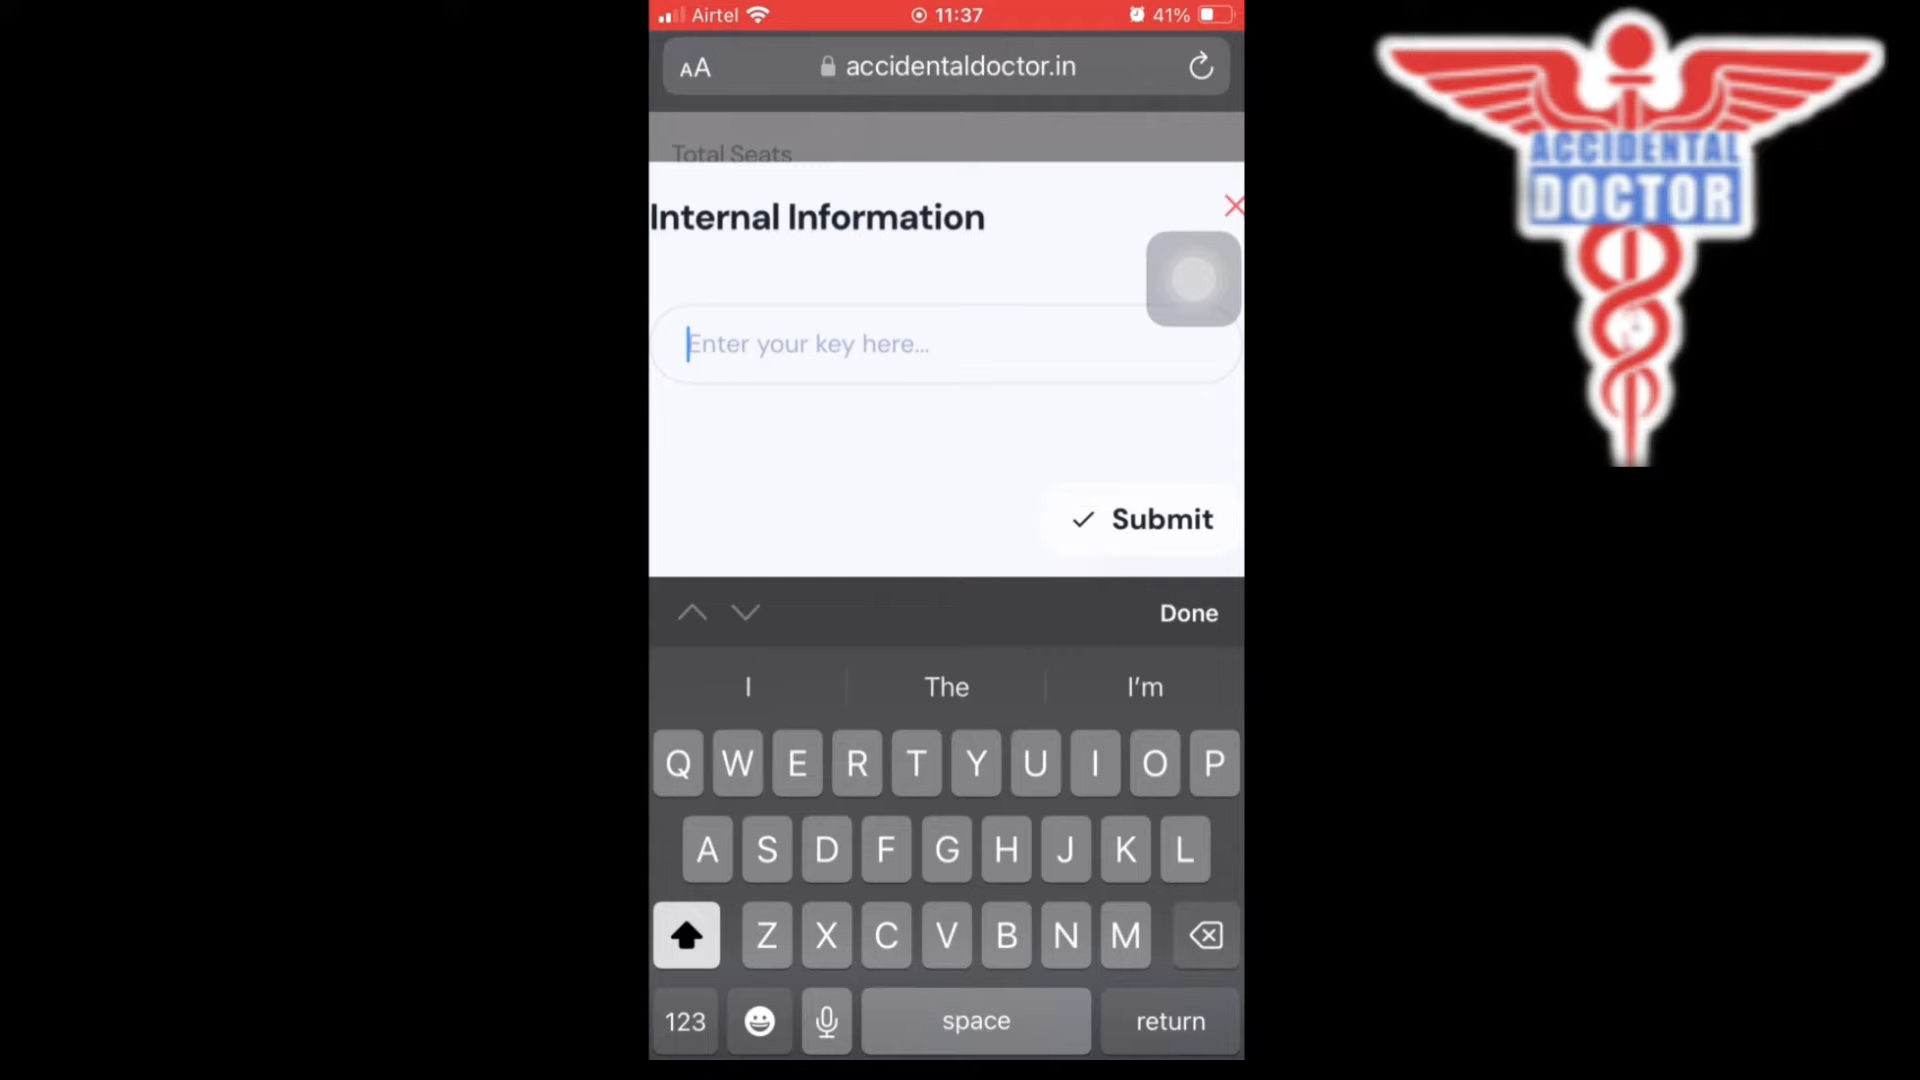 Airtel 11:37 41%
AA accidentaldoctor.in
Total Seats
Internal Information
Enter your key here...
Submit
Done
I The I'm
Q W E R T Y U I O P
A S D F G H J K L
Z X C V B N M
123 space return
ACCIDENTAL
DOCTOR